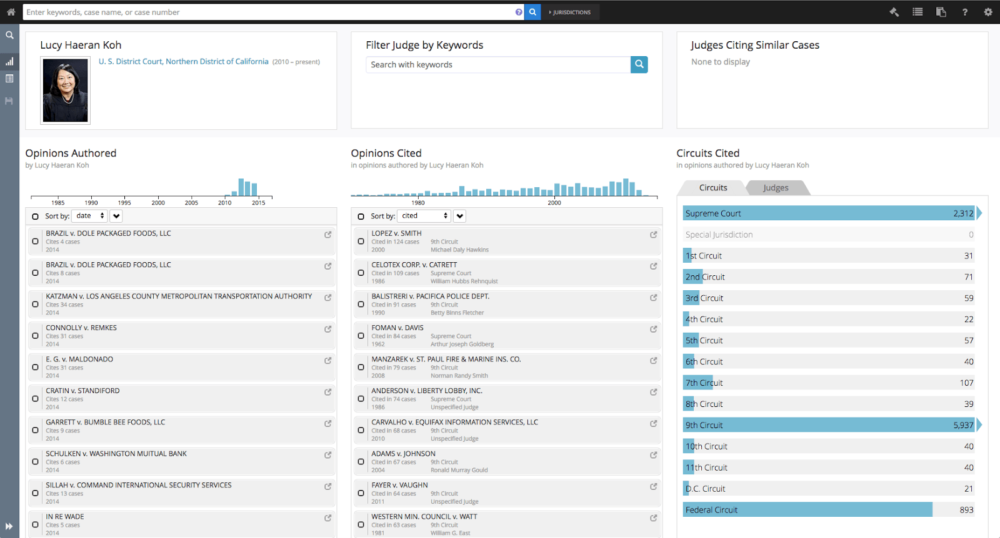 Enter keywords, case name, or case number
?
JURISDICTIONS
?
Lucy Haeran Koh
U. S. District Court, Northern District of California (2010 – present)
Filter Judge by Keywords
Search with keywords
Judges Citing Similar Cases
None to display
Opinions Authored
by Lucy Haeran Koh
1985 1990 1995 2000 2005 2010 2015
Sort by: date
BRAZIL v. DOLE PACKAGED FOODS, LLC
Cites 4 cases
2014
BRAZIL v. DOLE PACKAGED FOODS, LLC
Cites 8 cases
2014
KATZMAN v. LOS ANGELES COUNTY METROPOLITAN TRANSPORTATION AUTHORITY
Cites 34 cases
2014
CONNOLLY v. REMKES
Cites 31 cases
2014
E. G. v. MALDONADO
Cites 31 cases
2014
CRATIN v. STANDIFORD
Cites 12 cases
2014
GARRETT v. BUMBLE BEE FOODS, LLC
Cites 9 cases
2014
SCHULKEN v. WASHINGTON MUITUAL BANK
Cites 6 cases
2014
SILLAH v. COMMAND INTERNATIONAL SECURITY SERVICES
Cites 13 cases
2014
IN RE WADE
Cites 5 cases
2014
Opinions Cited
in opinions authored by Lucy Haeran Koh
1980 2000
Sort by: cited
LOPEZ v. SMITH
Cited in 124 cases 9th Circuit
2000 Michael Daly Hawkins
CELOTEX CORP. v. CATRETT
Cited in 109 cases Supreme Court
1986 William Hubbs Rehnquist
BALISTRERI v. PACIFICA POLICE DEPT.
Cited in 91 cases 9th Circuit
1990 Betty Binns Fletcher
FOMAN v. DAVIS
Cited in 84 cases Supreme Court
1962 Arthur Joseph Goldberg
MANZAREK v. ST. PAUL FIRE & MARINE INS. CO.
Cited in 79 cases 9th Circuit
2008 Norman Randy Smith
ANDERSON v. LIBERTY LOBBY, INC.
Cited in 74 cases Supreme Court
1986 Unspecified Judge
CARVALHO v. EQUIFAX INFORMATION SERVICES, LLC
Cited in 68 cases 9th Circuit
2010 Unspecified Judge
ADAMS v. JOHNSON
Cited in 67 cases 9th Circuit
2004 Ronald Murray Gould
FAYER v. VAUGHN
Cited in 64 cases 9th Circuit
2011 Unspecified Judge
WESTERN MIN. COUNCIL v. WATT
Cited in 63 cases 9th Circuit
1981 William G. East
Circuits Cited
in opinions authored by Lucy Haeran Koh
Circuits Judges
Supreme Court 2,312
Special Jurisdiction 0
1st Circuit 31
2nd Circuit 71
3rd Circuit 59
4th Circuit 22
5th Circuit 57
6th Circuit 40
7th Circuit 107
8th Circuit 39
9th Circuit 5,937
10th Circuit 40
11th Circuit 40
D.C. Circuit 21
Federal Circuit 893